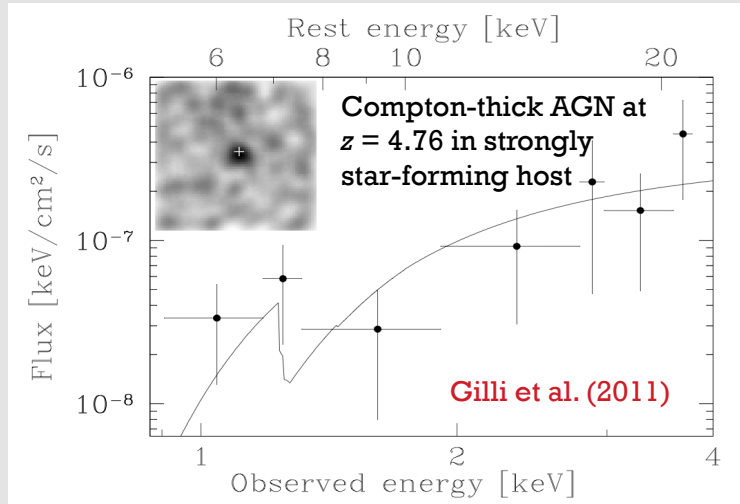 Rest energy [keV]
6 8 10 20
10⁻⁶
Compton-thick AGN at
z = 4.76 in strongly
star-forming host
10⁻⁷
Flux [keV/cm²/s]
Gilli et al. (2011)
10⁻⁸
1 2 4
Observed energy [keV]